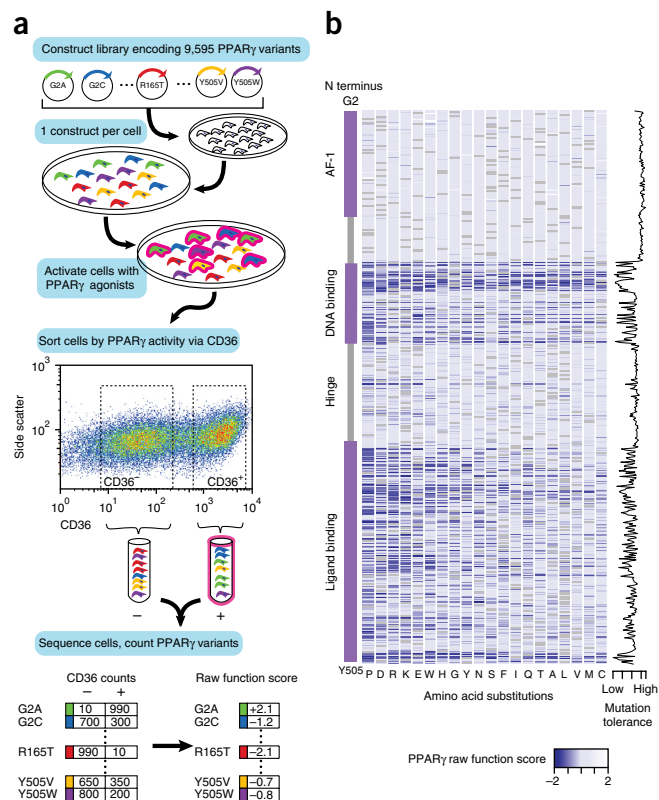 a
Construct library encoding 9,595 PPARγ variants
G2A G2C ··· R165T ··· Y505V Y505W
1 construct per cell
Activate cells with
PPARγ agonists
Sort cells by PPARγ activity via CD36
Side scatter
10³
10²
CD36⁻ CD36⁺
10⁰ 10¹ 10² 10³ 10⁴
CD36
− +
Sequence cells, count PPARγ variants
CD36 counts Raw function score
− +
G2A 10 990 G2A +2.1
G2C 700 300 G2C −1.2
R165T 990 10 R165T −2.1
Y505V 650 350 Y505V −0.7
Y505W 800 200 Y505W −0.8
b
N terminus
G2
AF-1
DNA binding
Hinge
Ligand binding
Y505
P D R K E W H G Y N S F I Q T A L V M C
Amino acid substitutions
Low High
Mutation
tolerance
PPARγ raw function score
−2 2